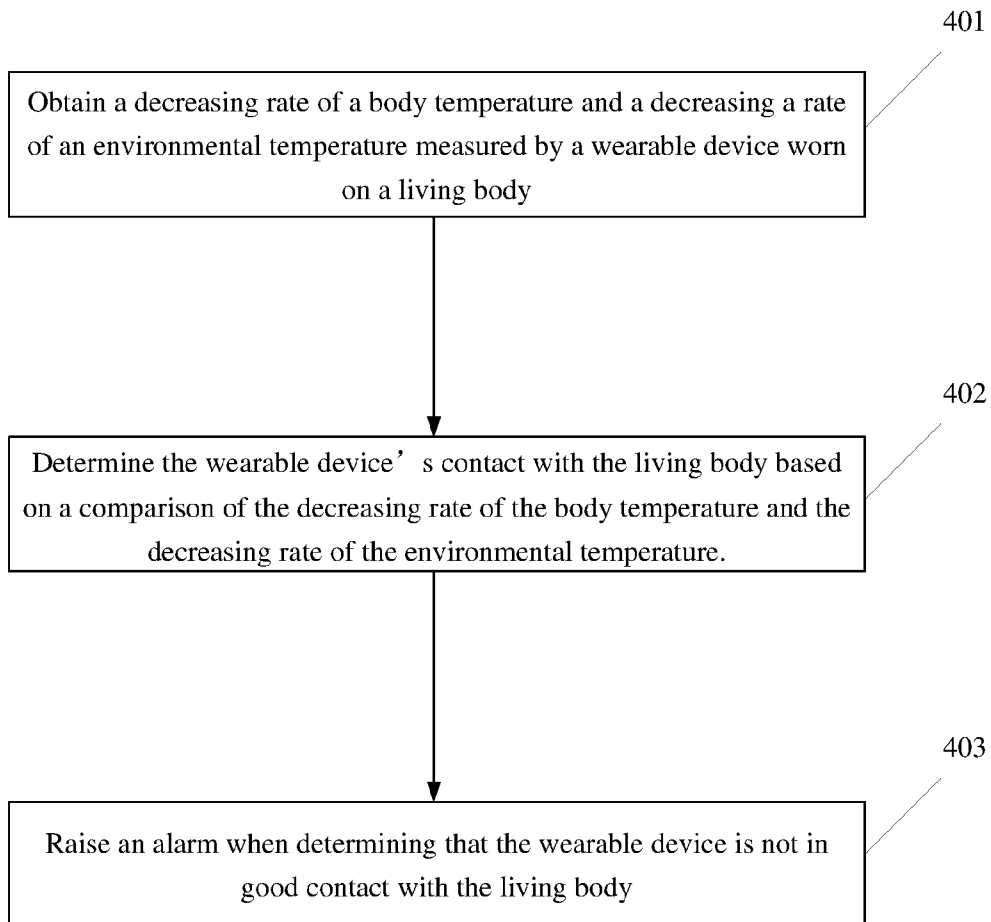 401
Obtain a decreasing rate of a body temperature and a decreasing a rate
of an environmental temperature measured by a wearable device worn
on a living body
402
Determine the wearable device’s contact with the living body based
on a comparison of the decreasing rate of the body temperature and the
decreasing rate of the environmental temperature.
403
Raise an alarm when determining that the wearable device is not in
good contact with the living body